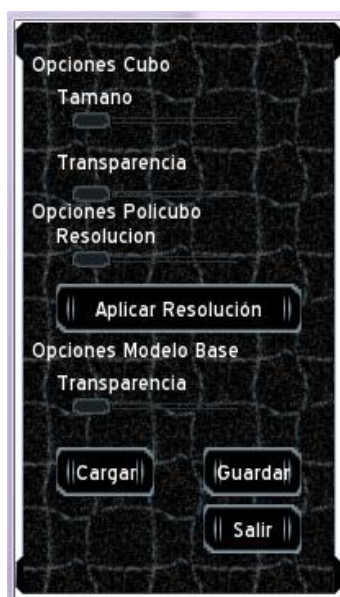 Opciones Cubo
Tamano
Transparencia
Opciones Policubo
Resolucion
Aplicar Resolución
Opciones Modelo Base
Transparencia
Cargar Guardar
Salir